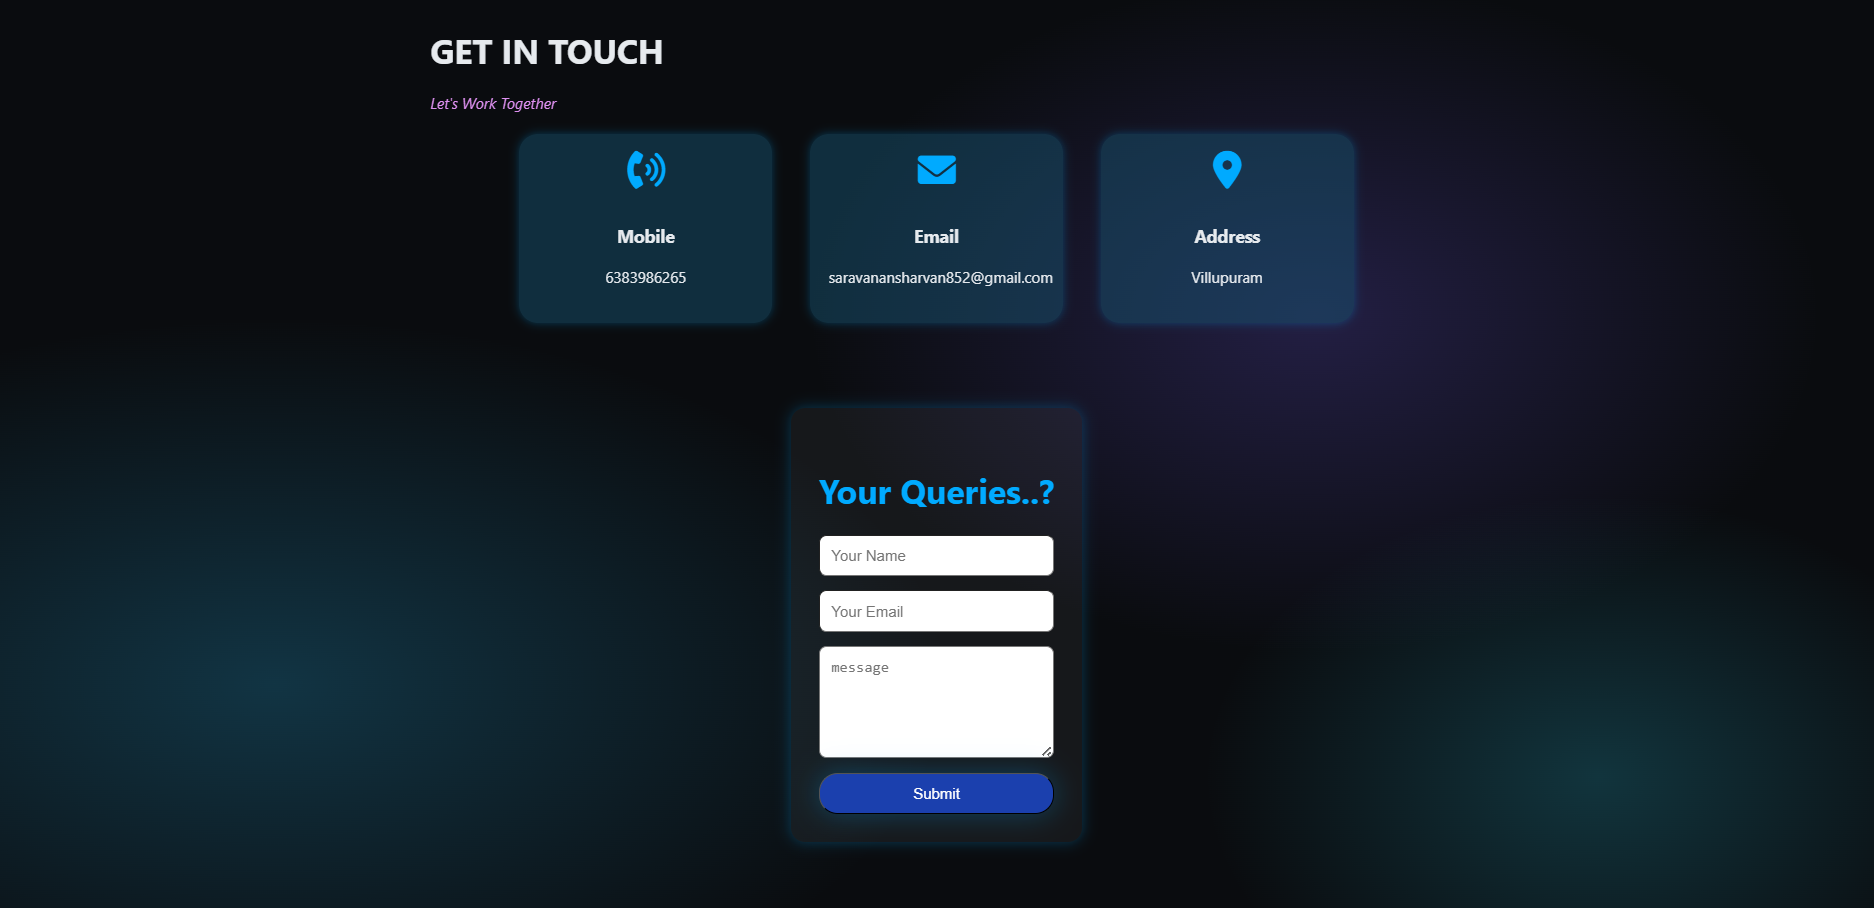 GET IN TOUCH
Let's Work Together
Mobile
6383986265
Email
saravanansharvan852@gmail.com
Address
Villupuram
Your Queries..?
Your Name
Your Email
message
Submit